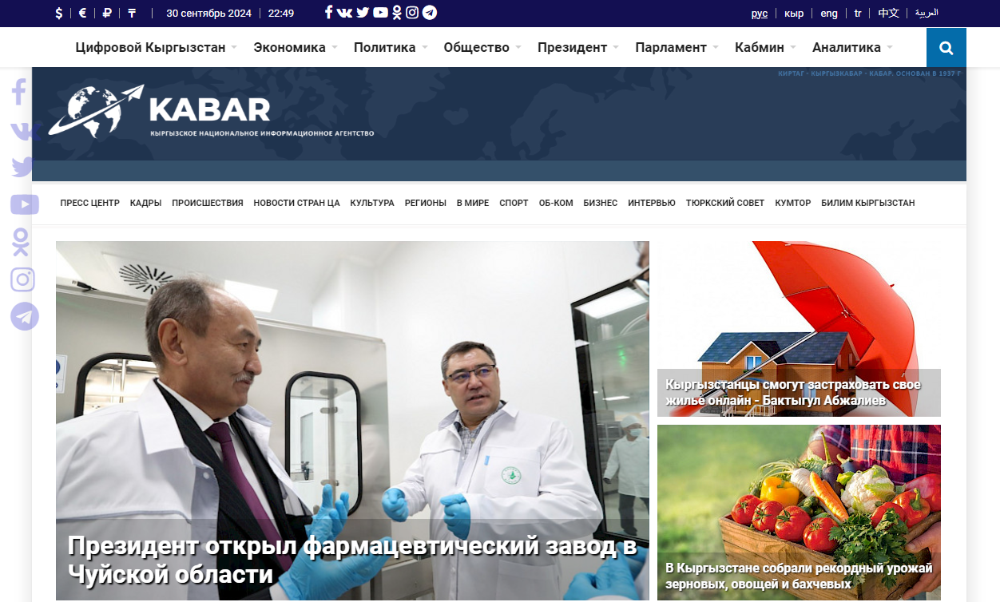 $ | € | ₽ | ₸ | 30 сентябрь 2024 | 22:49
рус | кыр | eng | tr | 中文 | العربية
Цифровой Кыргызстан Экономика Политика Общество Президент Парламент Кабмин Аналитика
КИРТАГ - КЫРГЫЗКАБАР - КАБАР. ОСНОВАН В 1937 Г
KABAR
КЫРГЫЗСКОЕ НАЦИОНАЛЬНОЕ ИНФОРМАЦИОННОЕ АГЕНТСТВО
ПРЕСС ЦЕНТР КАДРЫ ПРОИСШЕСТВИЯ НОВОСТИ СТРАН ЦА КУЛЬТУРА РЕГИОНЫ В МИРЕ СПОРТ ОБ-КОМ БИЗНЕС ИНТЕРВЬЮ ТЮРКСКИЙ СОВЕТ КУМТОР БИЛИМ КЫРГЫЗСТАН
Президент открыл фармацевтический завод в
Чуйской области
Кыргызстанцы смогут застраховать свое
жилье онлайн - Бактыгул Абжалиев
В Кыргызстане собрали рекордный урожай
зерновых, овощей и бахчевых